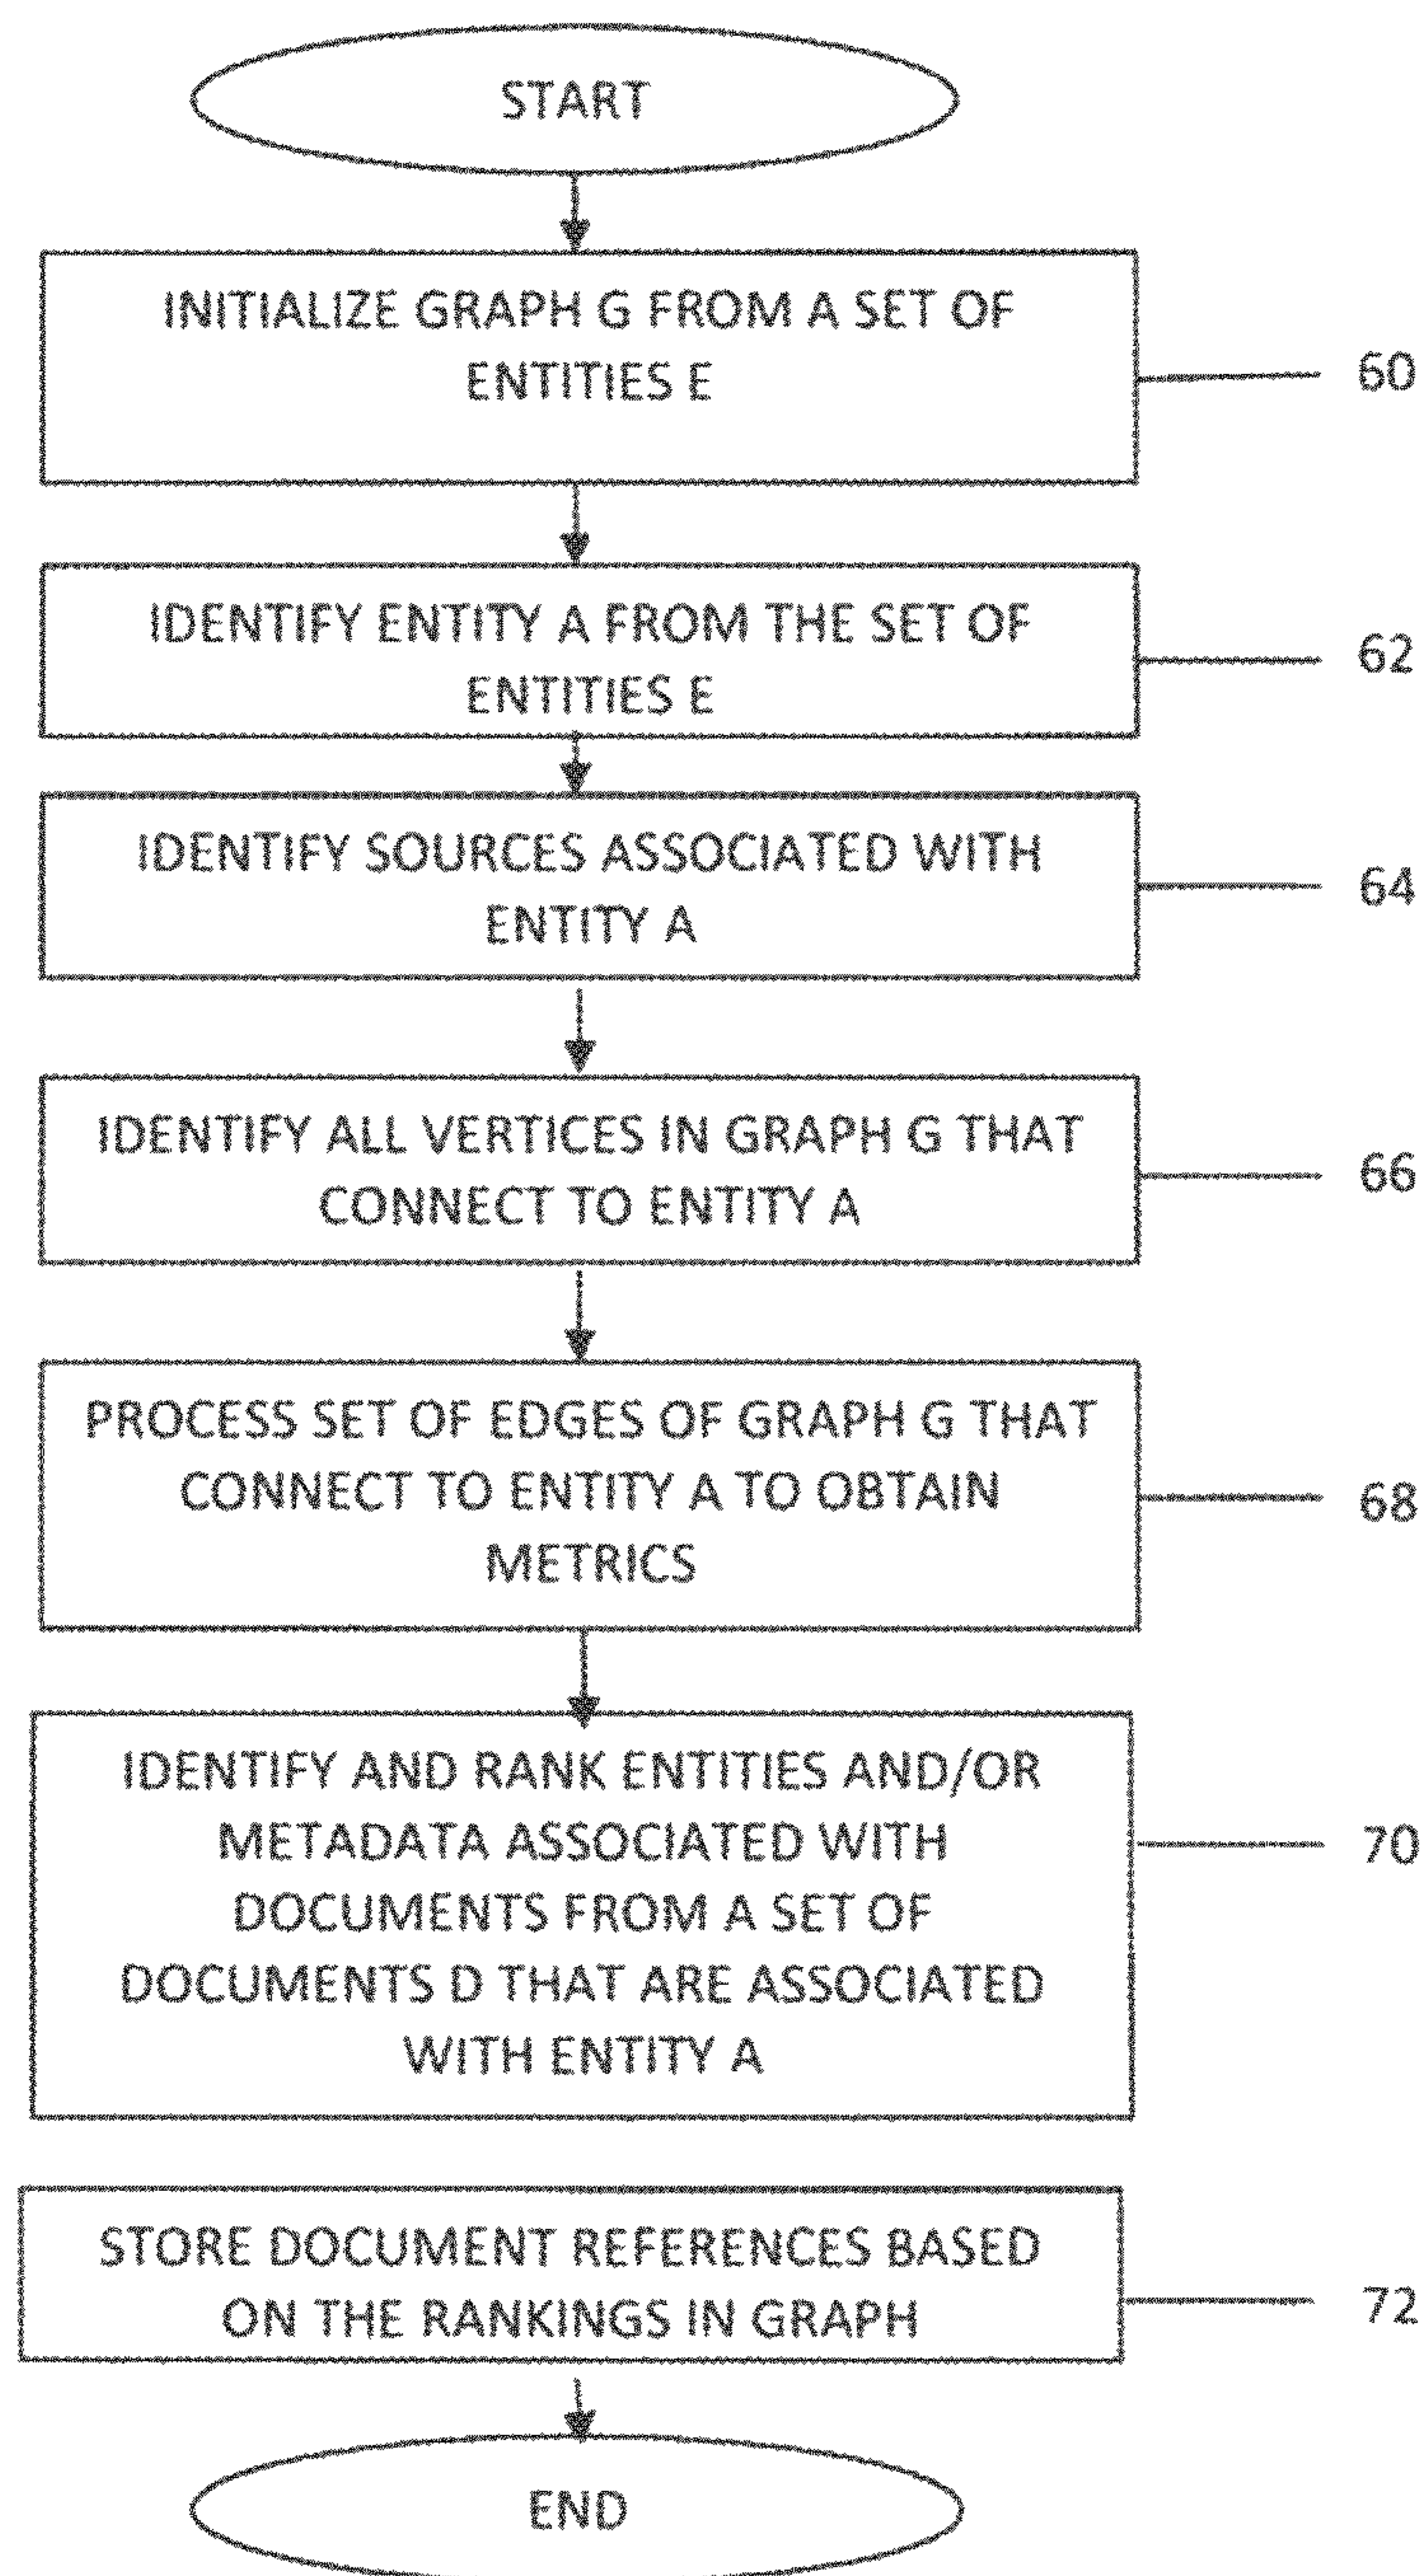 START
INITIALIZE GRAPH G FROM A SET OF
ENTITIES E
60
IDENTIFY ENTITY A FROM THE SET OF
ENTITIES E
62
IDENTIFY SOURCES ASSOCIATED WITH
ENTITY A
64
IDENTIFY ALL VERTICES IN GRAPH G THAT
CONNECT TO ENTITY A
66
PROCESS SET OF EDGES OF GRAPH G THAT
CONNECT TO ENTITY A TO OBTAIN
METRICS
68
IDENTIFY AND RANK ENTITIES AND/OR
METADATA ASSOCIATED WITH
DOCUMENTS FROM A SET OF
DOCUMENTS D THAT ARE ASSOCIATED
WITH ENTITY A
70
STORE DOCUMENT REFERENCES BASED
ON THE RANKINGS IN GRAPH
72
END